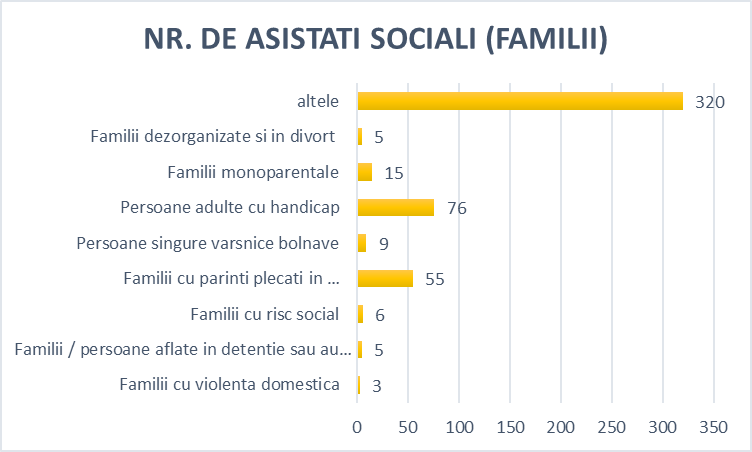 NR. DE ASISTATI SOCIALI (FAMILII)
altele 320
Familii dezorganizate si in divort 5
Familii monoparentale 15
Persoane adulte cu handicap 76
Persoane singure varsnice bolnave 9
Familii cu parinti plecati in … 55
Familii cu risc social 6
Familii / persoane aflate in detentie sau au… 5
Familii cu violenta domestica 3
0 50 100 150 200 250 300 350